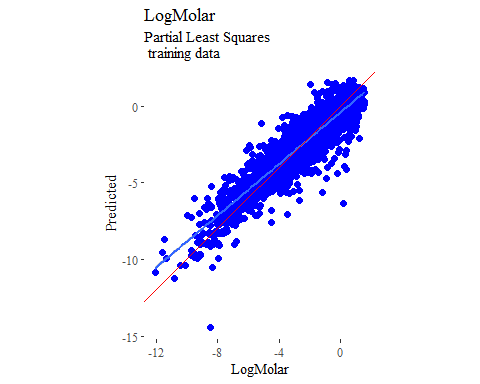 LogMolar
Partial Least Squares
training data
0
-5
-10
-15
Predicted
-12
-8
-4
0
LogMolar